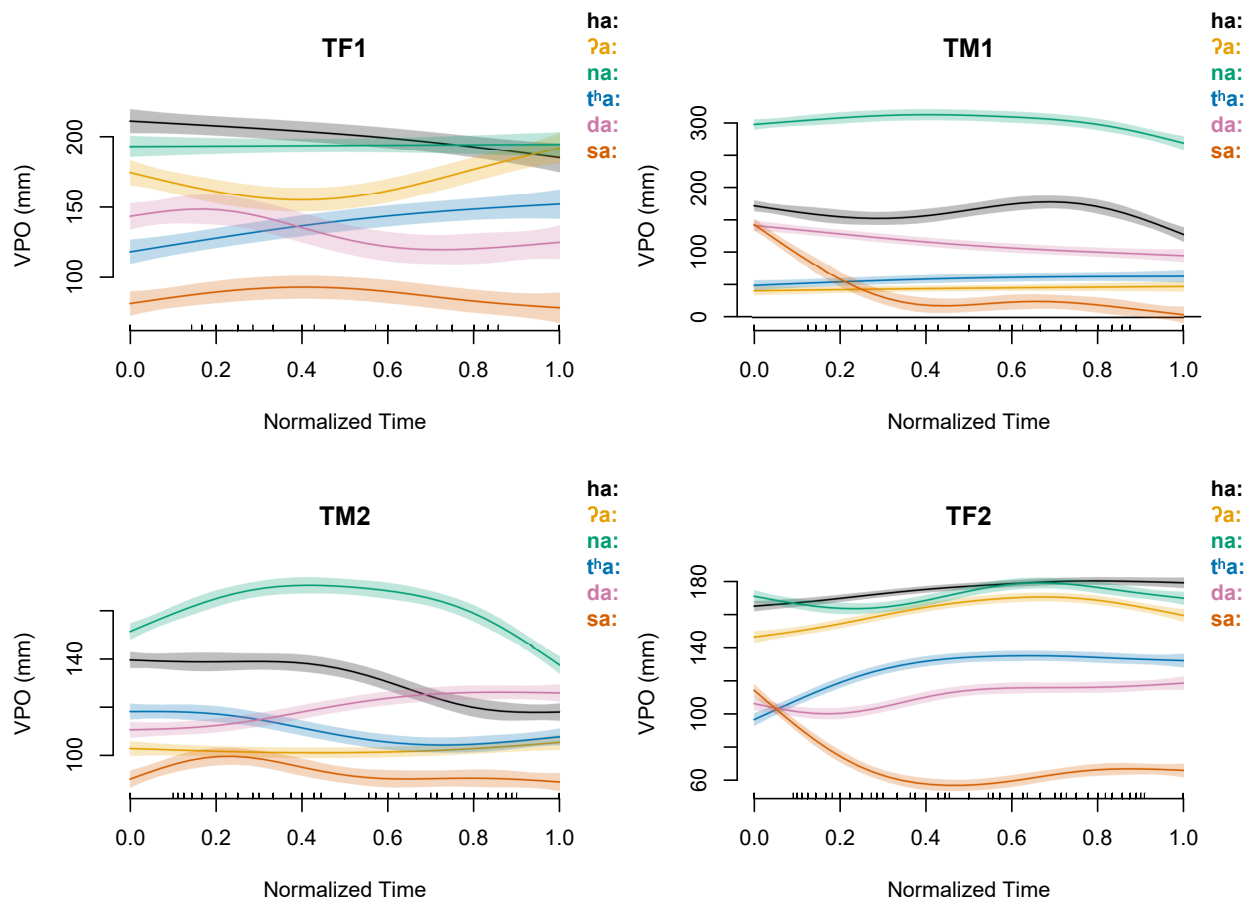 TF1
ha:
ʔa:
na:
tʰa:
da:
sa:
VPO (mm)
200
150
100
0.0 0.2 0.4 0.6 0.8 1.0
Normalized Time
TM1
ha:
ʔa:
na:
tʰa:
da:
sa:
VPO (mm)
300
200
100
0
0.0 0.2 0.4 0.6 0.8 1.0
Normalized Time
TM2
ha:
ʔa:
na:
tʰa:
da:
sa:
VPO (mm)
140
100
0.0 0.2 0.4 0.6 0.8 1.0
Normalized Time
TF2
ha:
ʔa:
na:
tʰa:
da:
sa:
VPO (mm)
180
140
100
60
0.0 0.2 0.4 0.6 0.8 1.0
Normalized Time